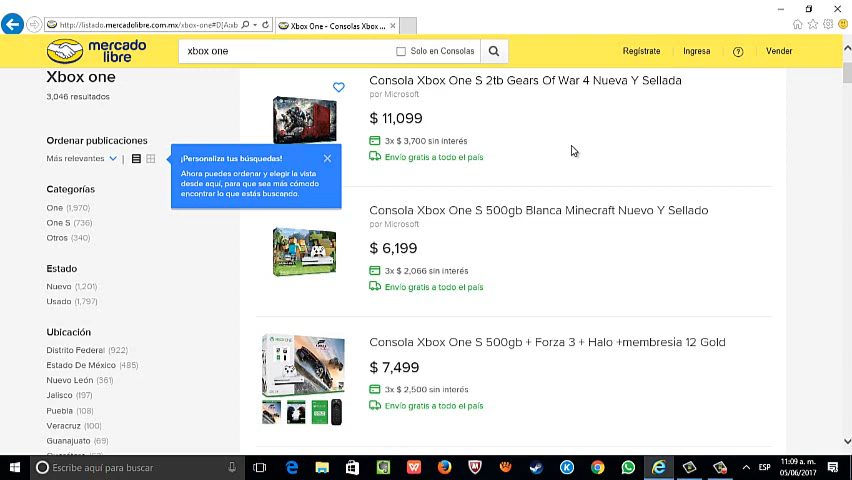 http://listado.mercadolibre.com.mx/xbox-one#D[A:xb
Xbox One - Consolas Xbox ...
mercado
libre
xbox one
Solo en Consolas
Regístrate
Ingresa
Vender
Xbox one
3,046 resultados
Ordenar publicaciones
Más relevantes
¡Personaliza tus búsquedas!
Ahora puedes ordenar y elegir la vista
desde aquí, para que sea más cómodo
encontrar lo que estás buscando.
Categorías
One (1,970)
One S (736)
Otros (340)
Estado
Nuevo (1,201)
Usado (1,797)
Ubicación
Distrito Federal (922)
Estado De México (485)
Nuevo León (361)
Jalisco (197)
Puebla (108)
Veracruz (100)
Guanajuato (69)
Consola Xbox One S 2tb Gears Of War 4 Nueva Y Sellada
por Microsoft
$ 11,099
3x $ 3,700 sin interés
Envío gratis a todo el país
Consola Xbox One S 500gb Blanca Minecraft Nuevo Y Sellado
por Microsoft
$ 6,199
3x $ 2,066 sin interés
Envío gratis a todo el país
Consola Xbox One S 500gb + Forza 3 + Halo +membresia 12 Gold
$ 7,499
3x $ 2,500 sin interés
Envío gratis a todo el país
Escribe aquí para buscar
ESP
11:09 a. m.
05/06/2017